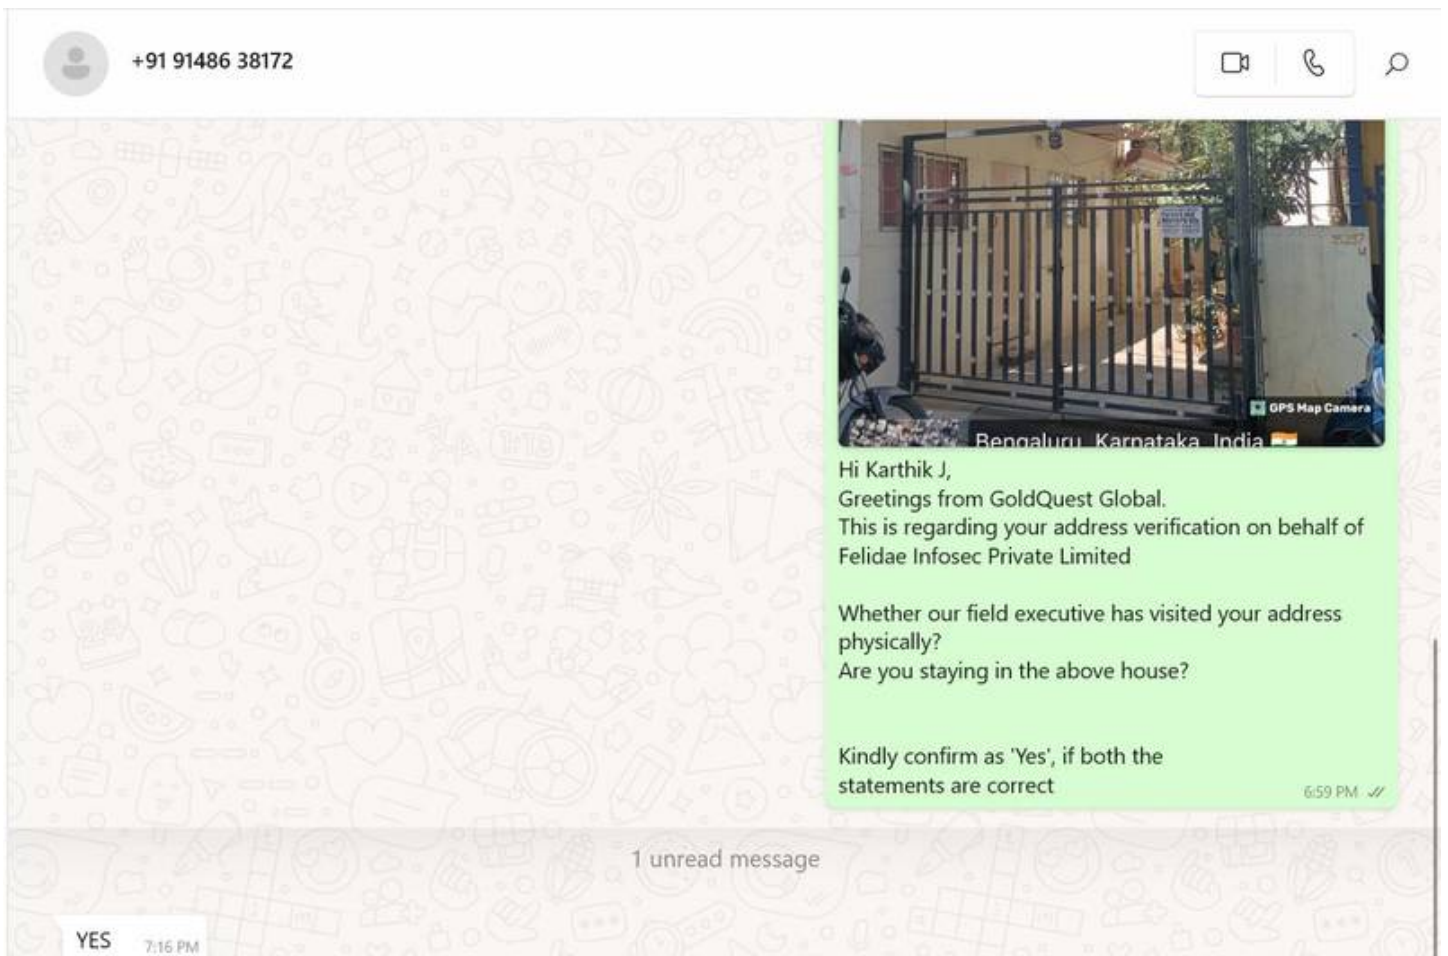 +91 91486 38172
GPS Map Camera
Bengaluru, Karnataka, India
Hi Karthik J,
Greetings from GoldQuest Global.
This is regarding your address verification on behalf of
Felidae Infosec Private Limited
Whether our field executive has visited your address
physically?
Are you staying in the above house?
Kindly confirm as 'Yes', if both the
statements are correct
6:59 PM
1 unread message
YES
7:16 PM